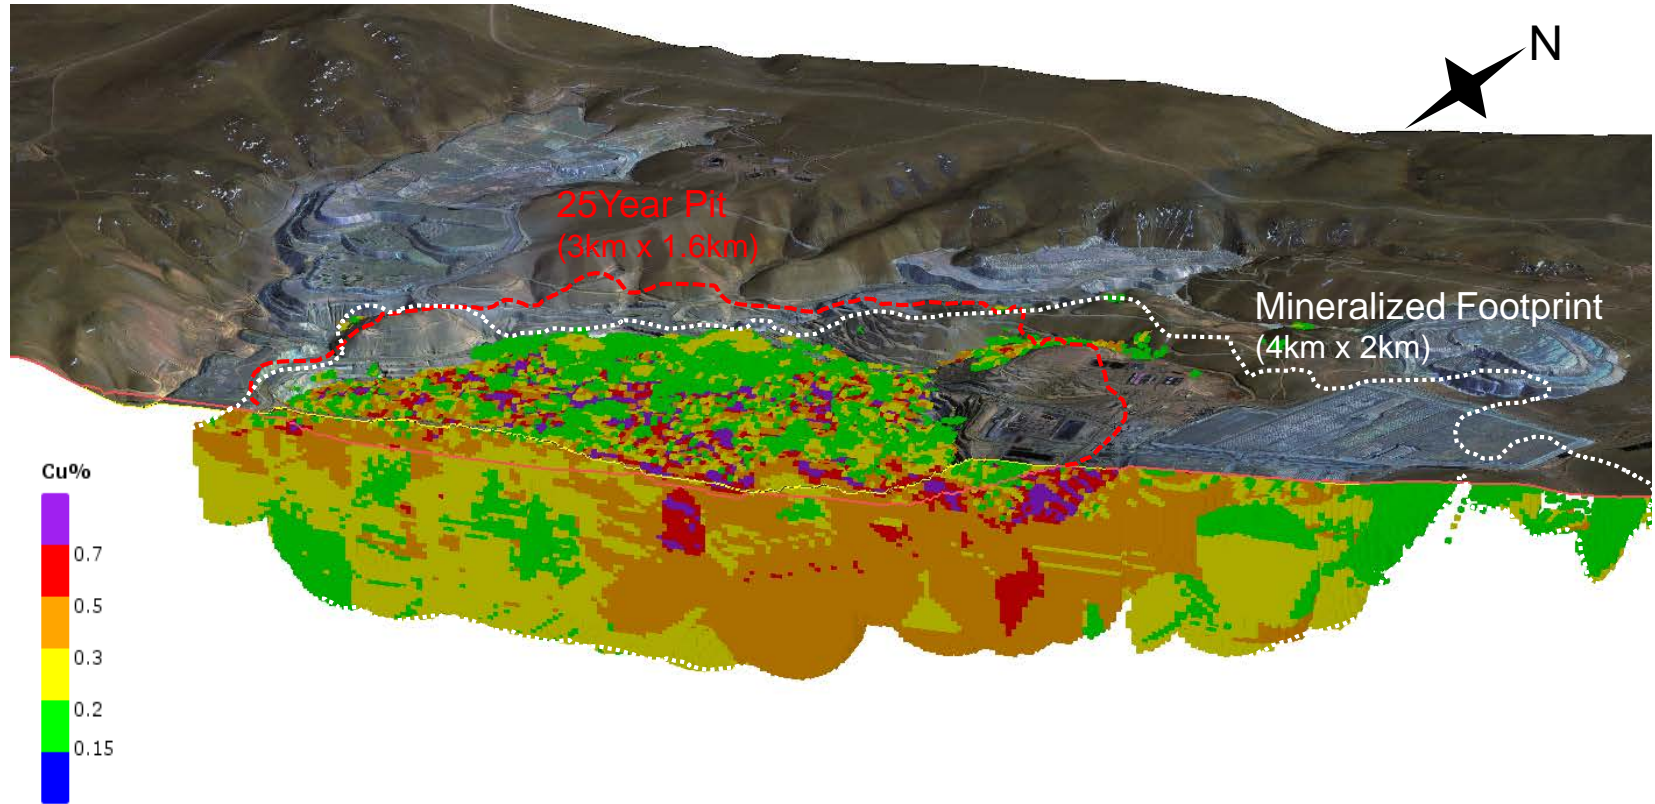 N
25Year Pit
(3km x 1.6km)
Mineralized Footprint
(4km x 2km)
Cu%
0.7
0.5
0.3
0.2
0.15